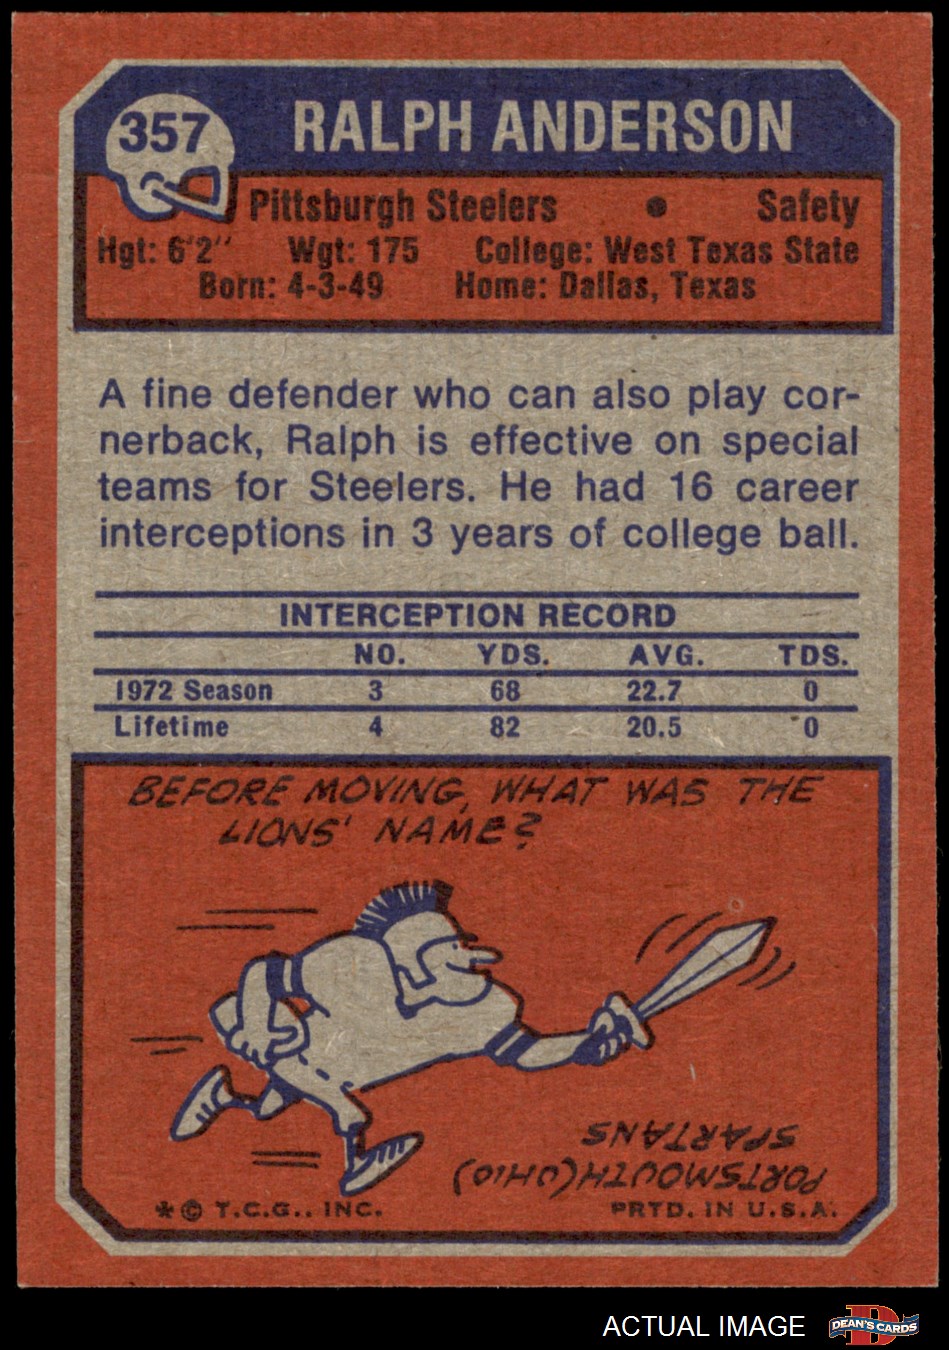 357
RALPH ANDERSON
Pittsburgh Steelers • Safety
Hgt: 6'2'' Wgt: 175 College: West Texas State
Born: 4-3-49 Home: Dallas, Texas
A fine defender who can also play cor-
nerback, Ralph is effective on special
teams for Steelers. He had 16 career
interceptions in 3 years of college ball.
INTERCEPTION RECORD
NO. YDS. AVG. TDS.
1972 Season 3 68 22.7 0
Lifetime 4 82 20.5 0
BEFORE MOVING, WHAT WAS THE
LIONS' NAME?
PORTSMOUTH (OHIO)
SPARTANS
* © T.C.G., INC. PRTD. IN U.S.A.
ACTUAL IMAGE
D
DEAN'S CARDS